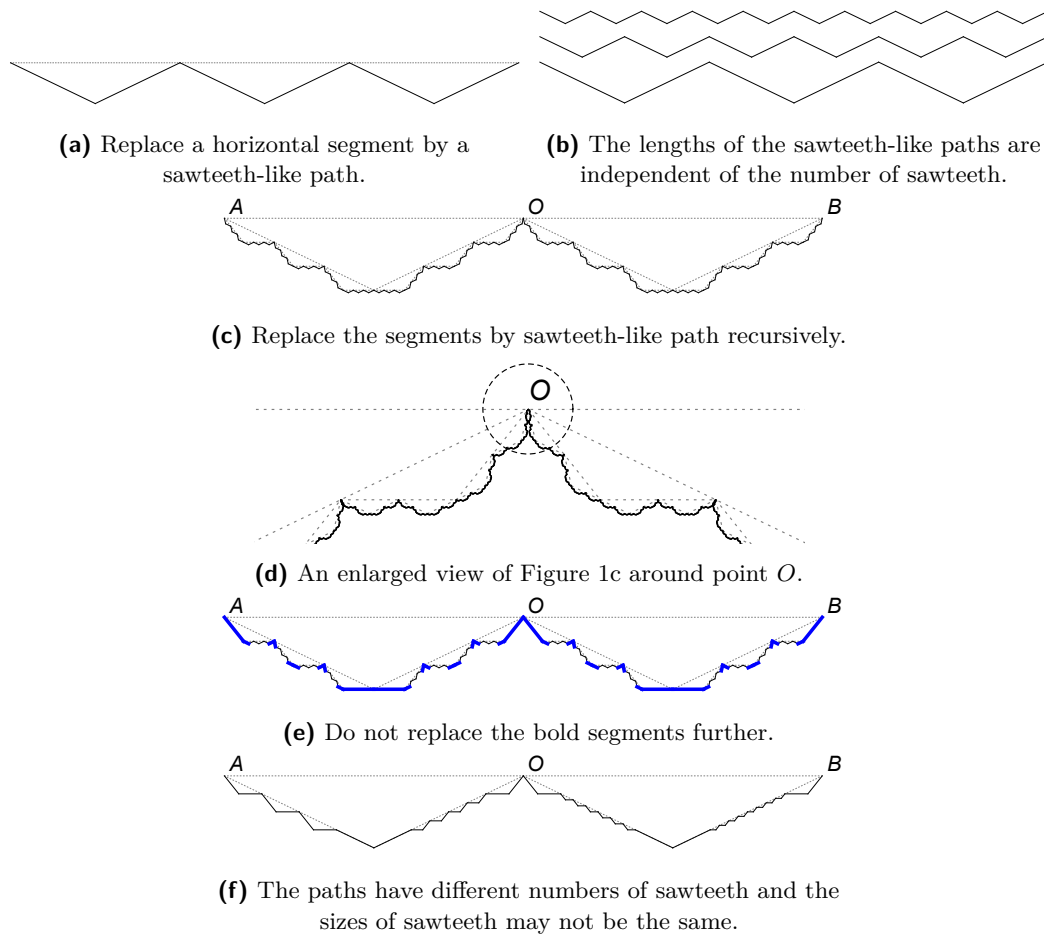 (a) Replace a horizontal segment by a
sawteeth-like path.
(b) The lengths of the sawteeth-like paths are
independent of the number of sawteeth.
A O B
(c) Replace the segments by sawteeth-like path recursively.
O
(d) An enlarged view of Figure 1c around point O.
A O B
(e) Do not replace the bold segments further.
A O B
(f) The paths have different numbers of sawteeth and the
sizes of sawteeth may not be the same.